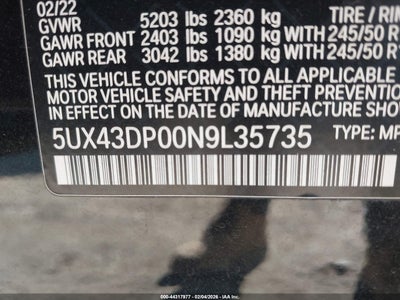 02/22
GVWR 5203 lbs 2360 kg TIRE / RIM
GAWR FRONT 2403 lbs 1090 kg WITH 245/50 R
GAWR REAR 3042 lbs 1380 kg WITH 245/50
THIS VEHICLE CONFORMS TO ALL APPLICABLE
MOTOR VEHICLE SAFETY AND THEFT PREVENTION
IN EFFECT ON THE DATE OF MANUFACTURE
5UX43DP00N9L35735 TYPE: MP
000-44317977 - 02/04/2026 - IAA Inc.